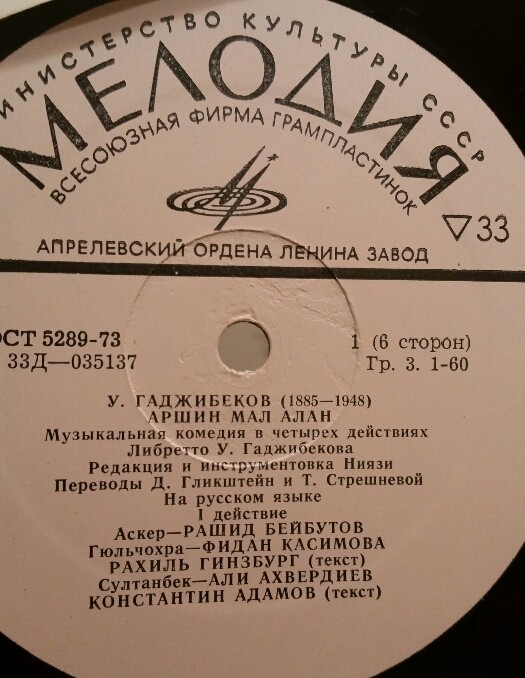 МИНИСТЕРСТВО КУЛЬТУРЫ СССР
МЕЛОДИЯ
ВСЕСОЮЗНАЯ ФИРМА ГРАМПЛАСТИНОК
33
АПРЕЛЕВСКИЙ ОРДЕНА ЛЕНИНА ЗАВОД
ОСТ 5289-73
33Д—035137
1 (6 сторон)
Гр. 3. 1-60
У. ГАДЖИБЕКОВ (1885—1948)
АРШИН МАЛ АЛАН
Музыкальная комедия в четырех действиях
Либретто У. Гаджибекова
Редакция и инструментовка Ниязи
Переводы Д. Гликштейн и Т. Стрешневой
На русском языке
I действие
Аскер—РАШИД БЕЙБУТОВ
Гюльчохра—ФИДАН КАСИМОВА
РАХИЛЬ ГИНЗБУРГ (текст)
Султанбек—АЛИ АХВЕРДИЕВ
КОНСТАНТИН АДАМОВ (текст)